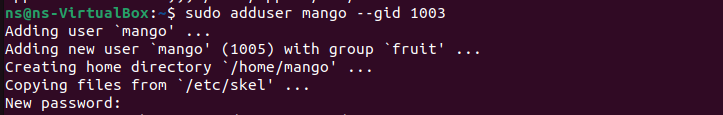 ns@ns-VirtualBox:~$ sudo adduser mango --gid 1003
Adding user `mango' ...
Adding new user `mango' (1005) with group `fruit' ...
Creating home directory `/home/mango' ...
Copying files from `/etc/skel' ...
New password: